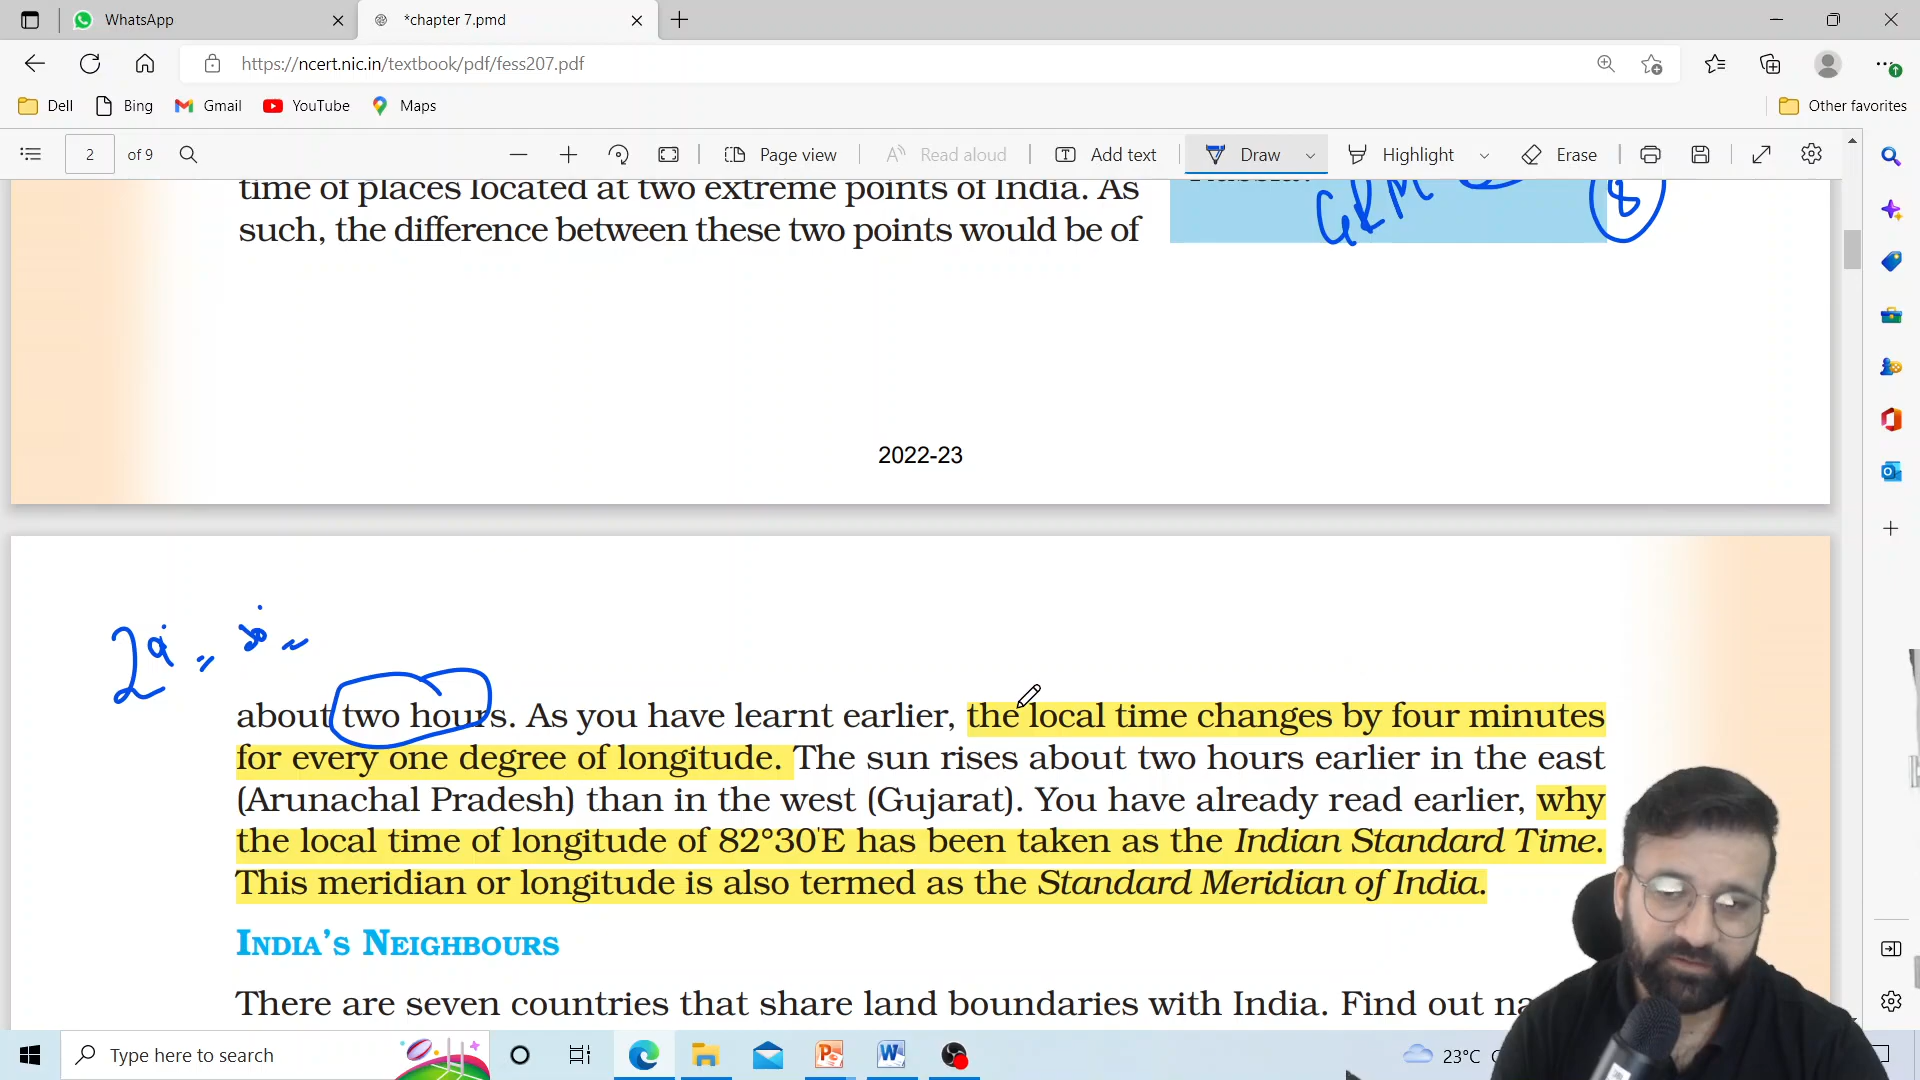 WhatsApp
*chapter 7.pmd
https://ncert.nic.in/textbook/pdf/fess207.pdf
Dell
Bing
Gmail
YouTube
Maps
Other favorites
2
of 9
Page view
Read aloud
Add text
Draw
Highlight
Erase
time of places located at two extreme points of India. As
such, the difference between these two points would be of
8
2022-23
about two hours. As you have learnt earlier, the local time changes by four minutes
for every one degree of longitude. The sun rises about two hours earlier in the east
(Arunachal Pradesh) than in the west (Gujarat). You have already read earlier, why
the local time of longitude of 82°30'E has been taken as the Indian Standard Time.
This meridian or longitude is also termed as the Standard Meridian of India.
INDIA'S NEIGHBOURS
There are seven countries that share land boundaries with India. Find out
Type here to search
23°C